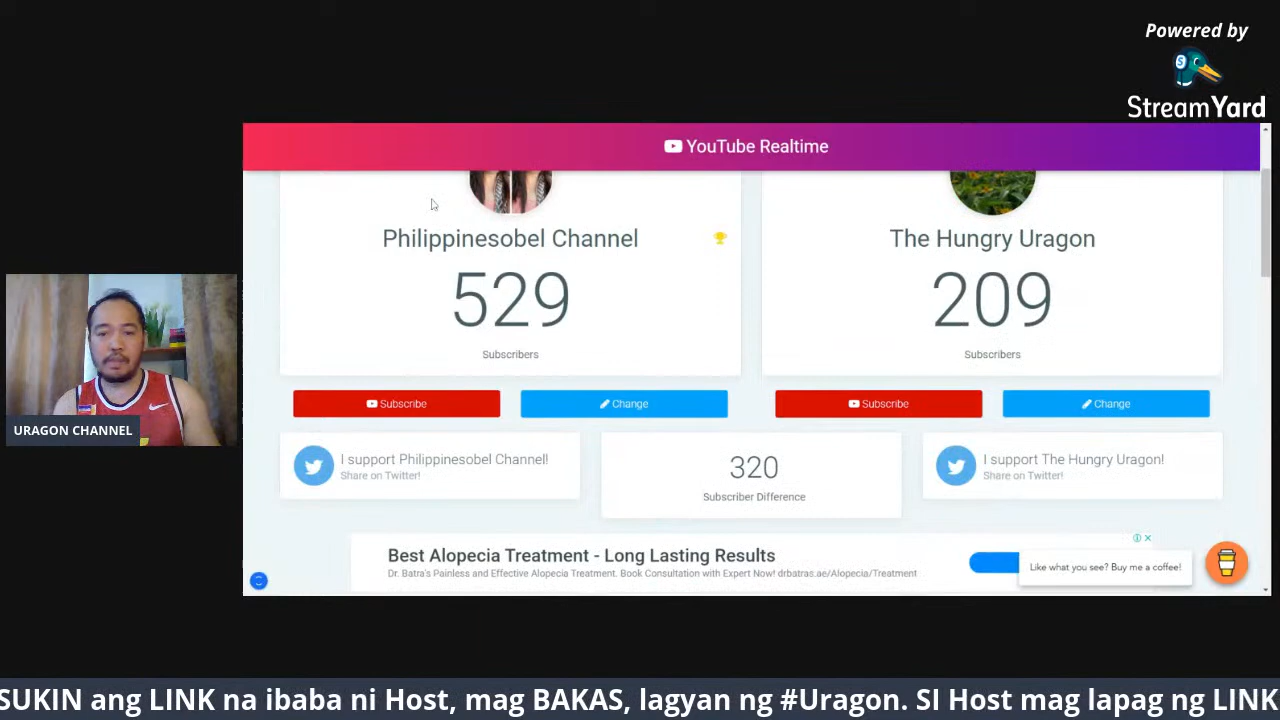 Powered by
StreamYard
YouTube Realtime
Philippinesobel Channel
529
Subscribers
Subscribe
Change
The Hungry Uragon
209
Subscribers
Subscribe
Change
URAGON CHANNEL
I support Philippinesobel Channel!
Share on Twitter!
320
Subscriber Difference
I support The Hungry Uragon!
Share on Twitter!
Best Alopecia Treatment - Long Lasting Results
Dr. Batra's Painless and Effective Alopecia Treatment. Book Consultation with Expert Now! drbatras.ae/Alopecia/Treatment
Like what you see? Buy me a coffee!
SUKIN ang LINK na ibaba ni Host, mag BAKAS, lagyan ng #Uragon. SI Host mag lapag ng LINK